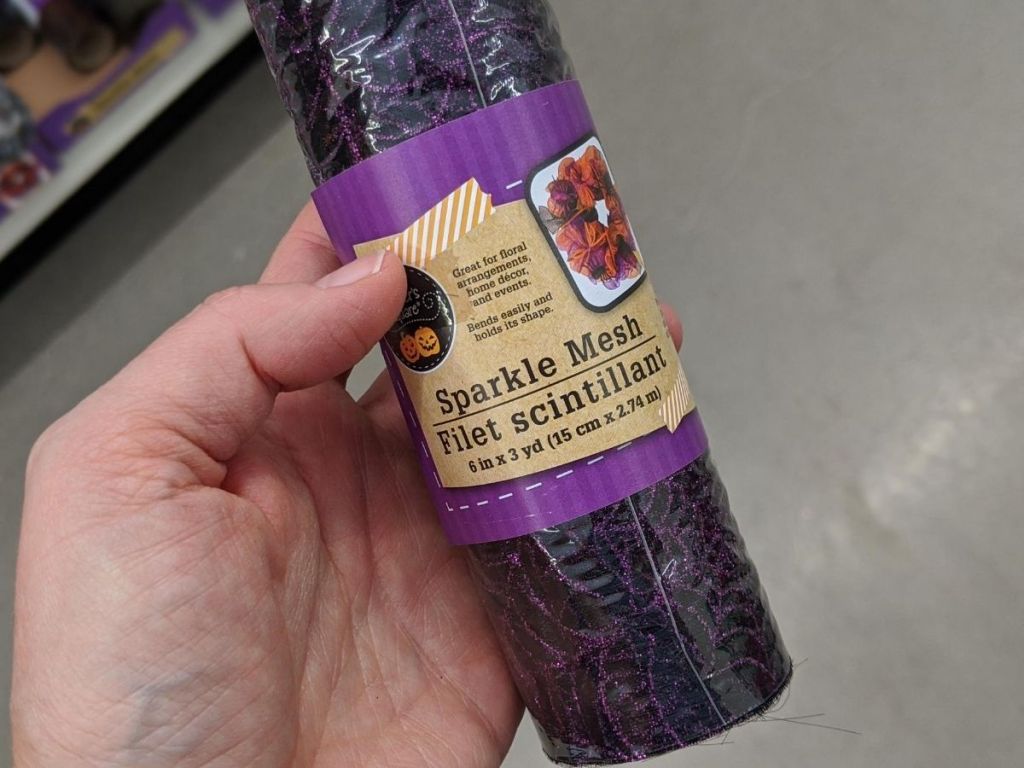 Great for floral
arrangements,
home décor,
and events.
Bends easily and
holds its shape.
Sparkle Mesh
Filet scintillant
6 in x 3 yd (15 cm x 2.74 m)